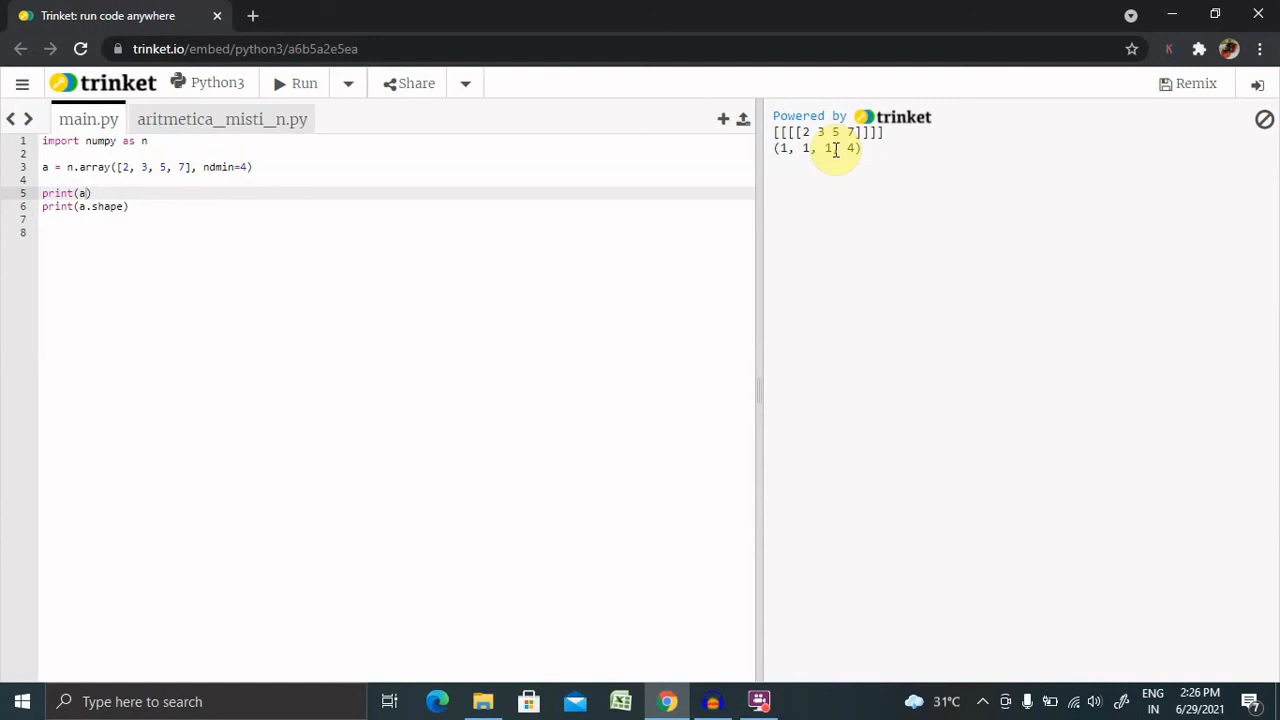 Trinket: run code anywhere
trinket.io/embed/python3/a6b5a2e5ea
K
trinket Python3 Run Share Remix
main.py aritmetica_misti_n.py
1 import numpy as n
2
3 a = n.array([2, 3, 5, 7], ndmin=4)
4
5 print(a)
6 print(a.shape)
7
8
Powered by trinket
[[[[2 3 5 7]]]]
(1, 1, 1, 4)
Type here to search
31°C
ENG
IN
2:26 PM
6/29/2021
7